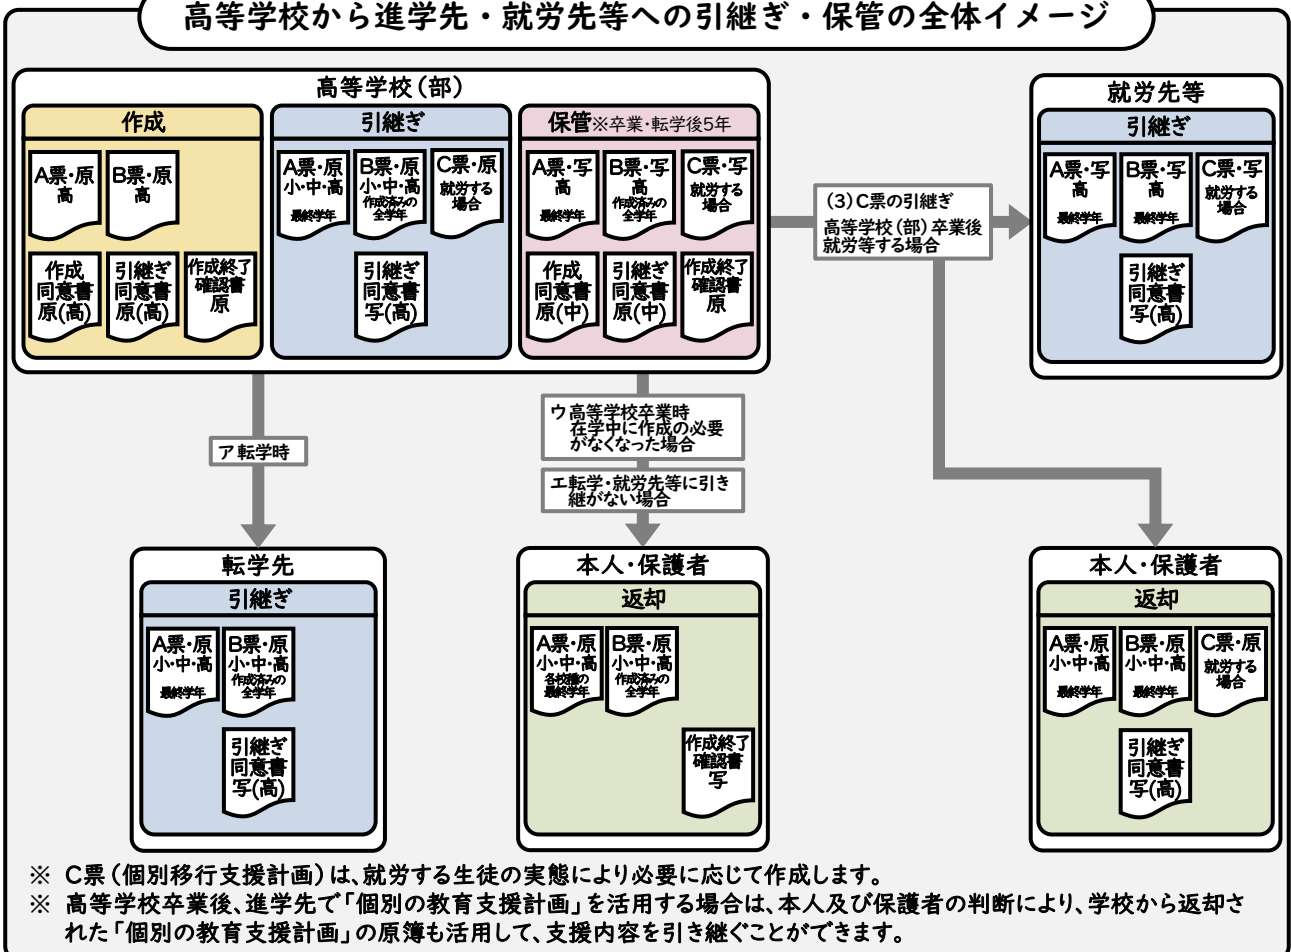 高等学校から進学先・就労先等への引継ぎ・保管の全体イメージ
高等学校(部)
作成
A票・原
高
B票・原
高
作成
同意書
原(高)
引継ぎ
同意書
原(高)
作成終了
確認書
原
引継ぎ
A票・原
小・中・高
最終学年
B票・原
小・中・高
作成済みの
全学年
C票・原
就労する
場合
引継ぎ
同意書
写(高)
保管※卒業・転学後5年
A票・写
高
最終学年
B票・写
高
作成済みの
全学年
C票・写
就労する
場合
作成
同意書
原(中)
引継ぎ
同意書
原(中)
作成終了
確認書
原
(3)C票の引継ぎ
高等学校(部)卒業後
就労等する場合
就労先等
引継ぎ
A票・写
高
最終学年
B票・写
高
最終学年
C票・写
就労する
場合
引継ぎ
同意書
写(高)
ア転学時
ウ高等学校卒業時
在学中に作成の必要
がなくなった場合
エ転学・就労先等に引き
継がない場合
転学先
引継ぎ
A票・原
小・中・高
最終学年
B票・原
小・中・高
作成済みの
全学年
引継ぎ
同意書
写(高)
本人・保護者
返却
A票・原
小・中・高
各校種の
最終学年
B票・原
小・中・高
作成済みの
全学年
作成終了
確認書
写
本人・保護者
返却
A票・原
小・中・高
最終学年
B票・原
小・中・高
最終学年
C票・原
就労する
場合
引継ぎ
同意書
写(高)
※ C票(個別移行支援計画)は、就労する生徒の実態により必要に応じて作成します。
※ 高等学校卒業後、進学先で「個別の教育支援計画」を活用する場合は、本人及び保護者の判断により、学校から返却さ
れた「個別の教育支援計画」の原簿も活用して、支援内容を引き継ぐことができます。